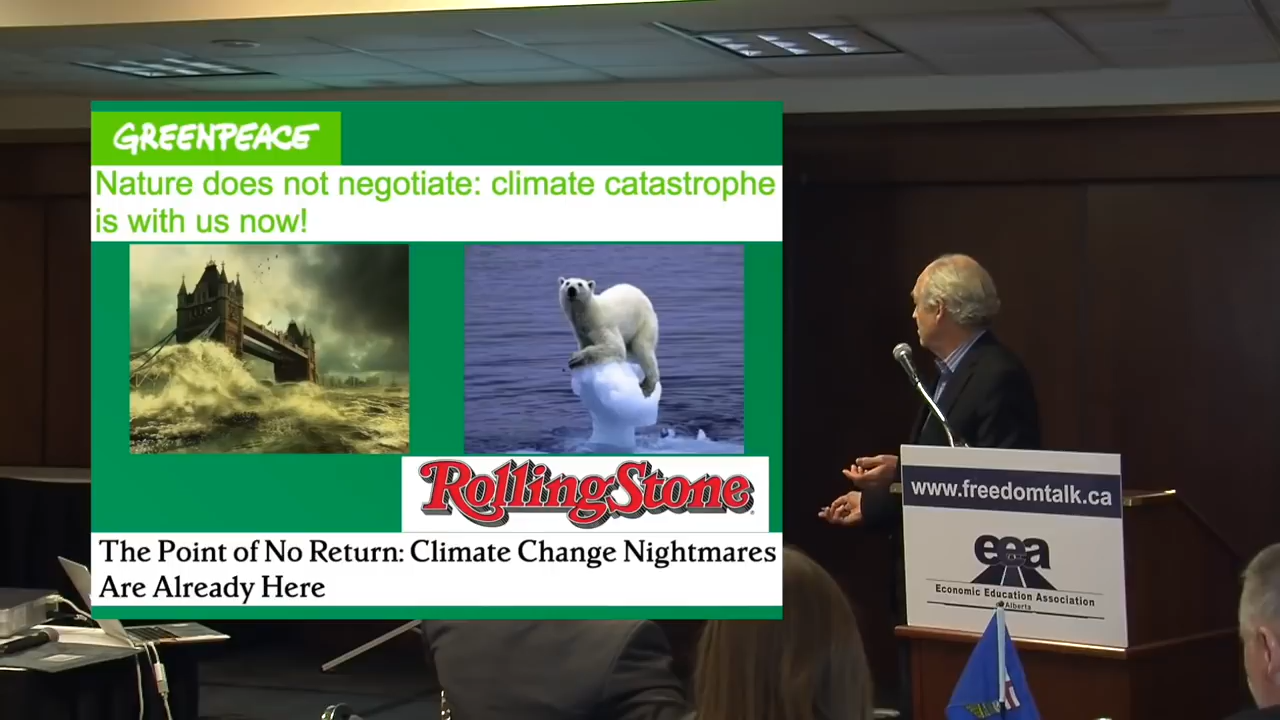 GREENPEACE
Nature does not negotiate: climate catastrophe
is with us now!
RollingStone
The Point of No Return: Climate Change Nightmares
Are Already Here
www.freedomtalk.ca
eea
Economic Education Association
of Alberta